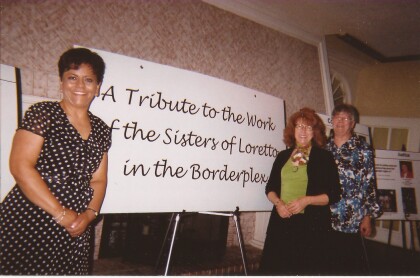 A Tribute to the Work
of the Sisters of Loretto
in the Borderplex